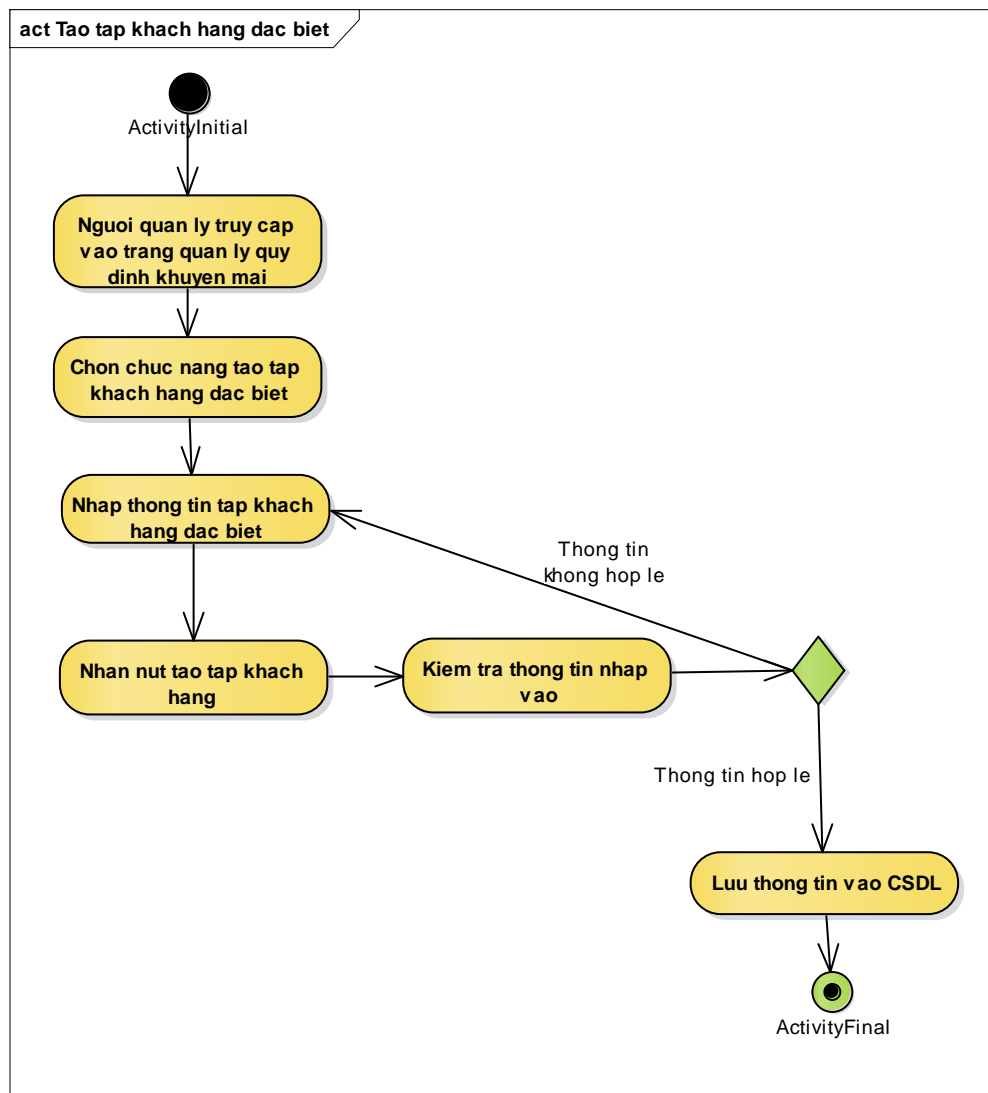 act Tao tap khach hang dac biet
ActivityInitial
Nguoi quan ly truy cap
vao trang quan ly quy
dinh khuyen mai
Chon chuc nang tao tap
khach hang dac biet
Nhap thong tin tap khach
hang dac biet
Thong tin
khong hop le
Nhan nut tao tap khach
hang
Kiem tra thong tin nhap
vao
Thong tin hop le
Luu thong tin vao CSDL
ActivityFinal